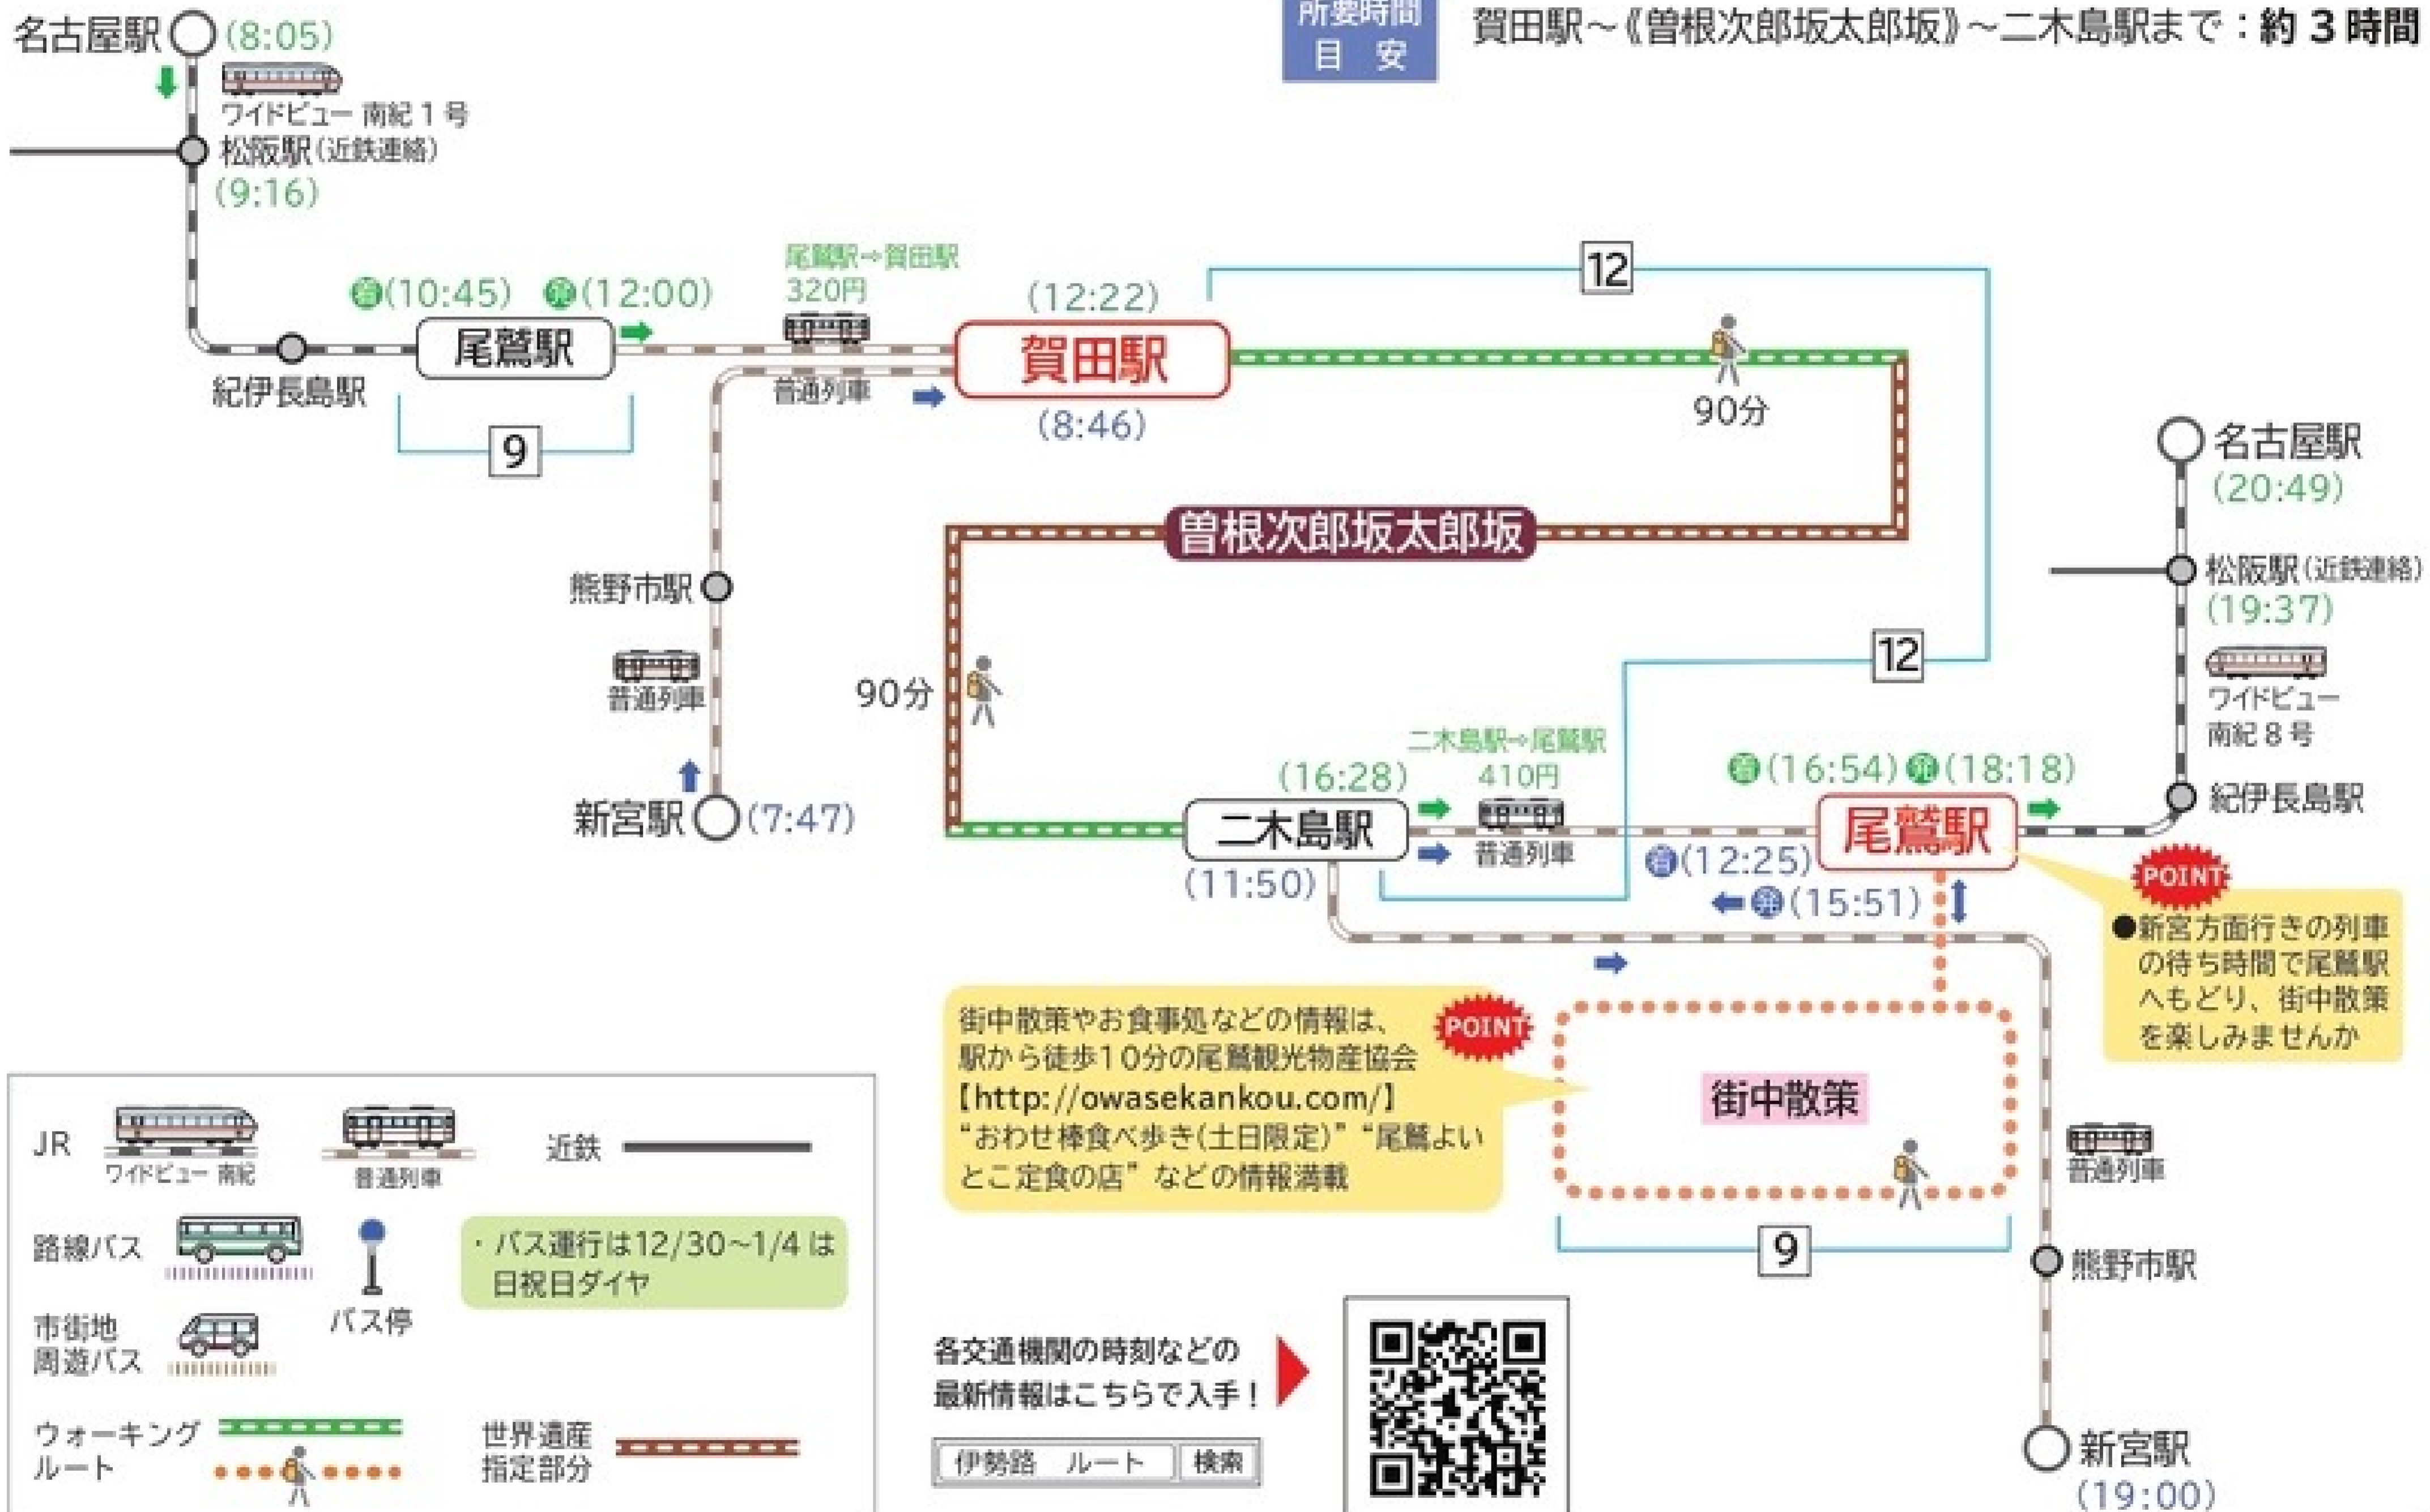 所要時間
目 安
賀田駅～《曽根次郎坂太郎坂》～二木島駅まで：約 3 時間
名古屋駅 (8:05)
ワイドビュー 南紀 1 号
松阪駅(近鉄連絡)
(9:16)
紀伊長島駅
着(10:45) 発(12:00)
尾鷲駅
9
尾鷲駅⇨賀田駅
320円
普通列車
(12:22)
賀田駅
(8:46)
12
90分
曽根次郎坂太郎坂
熊野市駅
普通列車
新宮駅 (7:47)
90分
12
名古屋駅
(20:49)
松阪駅(近鉄連絡)
(19:37)
ワイドビュー
南紀 8 号
紀伊長島駅
二木島駅⇨尾鷲駅
410円
(16:28)
二木島駅
(11:50)
普通列車
着(16:54) 発(18:18)
尾鷲駅
着(12:25)
発(15:51)
POINT
●新宮方面行きの列車
の待ち時間で尾鷲駅
へもどり、街中散策
を楽しみませんか
POINT
街中散策やお食事処などの情報は、
駅から徒歩10分の尾鷲観光物産協会
【http://owasekankou.com/】
“おわせ棒食べ歩き(土日限定)” “尾鷲よい
とこ定食の店” などの情報満載
街中散策
9
普通列車
熊野市駅
新宮駅
(19:00)
JR
ワイドビュー 南紀
普通列車
近鉄
路線バス
バス停
・バス運行は12/30～1/4 は
日祝日ダイヤ
市街地
周遊バス
ウォーキング
ルート
世界遺産
指定部分
各交通機関の時刻などの
最新情報はこちらで入手！
伊勢路 ルート 検索